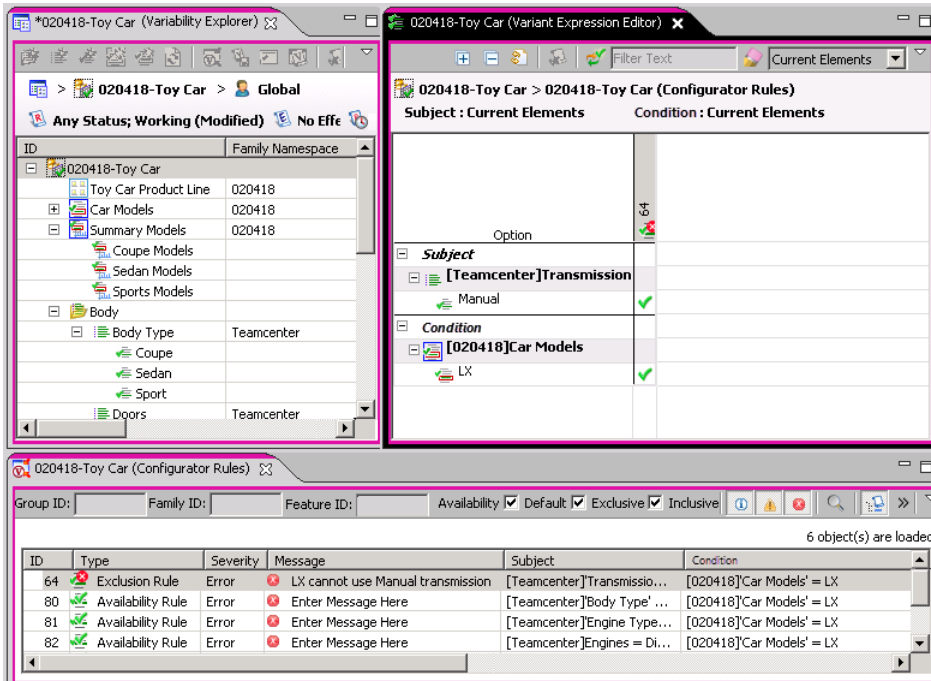 *020418-Toy Car (Variability Explorer)
> 020418-Toy Car > Global
Any Status; Working (Modified) No Effe
ID Family Namespace
020418-Toy Car
Toy Car Product Line 020418
Car Models 020418
Summary Models 020418
Coupe Models
Sedan Models
Sports Models
Body
Body Type Teamcenter
Coupe
Sedan
Sport
Doors Teamcenter
020418-Toy Car (Variant Expression Editor)
Filter Text Current Elements
020418-Toy Car > 020418-Toy Car (Configurator Rules)
Subject : Current Elements Condition : Current Elements
Option 64
Subject
[Teamcenter]Transmission
Manual
Condition
[020418]Car Models
LX
020418-Toy Car (Configurator Rules)
Group ID: Family ID: Feature ID: Availability Default Exclusive Inclusive »
6 object(s) are loaded
ID Type Severity Message Subject Condition
64 Exclusion Rule Error LX cannot use Manual transmission [Teamcenter]'Transmissio... [020418]'Car Models' = LX
80 Availability Rule Error Enter Message Here [Teamcenter]'Body Type' ... [020418]'Car Models' = LX
81 Availability Rule Error Enter Message Here [Teamcenter]'Engine Type... [020418]'Car Models' = LX
82 Availability Rule Error Enter Message Here [Teamcenter]Engines = Di... [020418]'Car Models' = LX